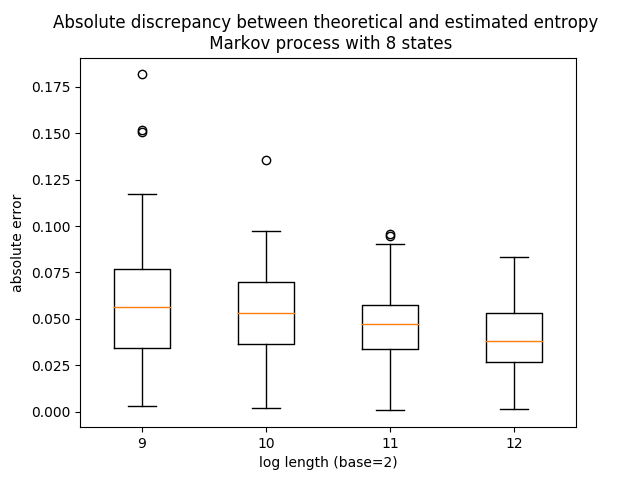 Absolute discrepancy between theoretical and estimated entropy
Markov process with 8 states
0.175
0.150
0.125
0.100
0.075
0.050
0.025
0.000
absolute error
9 10 11 12
log length (base=2)